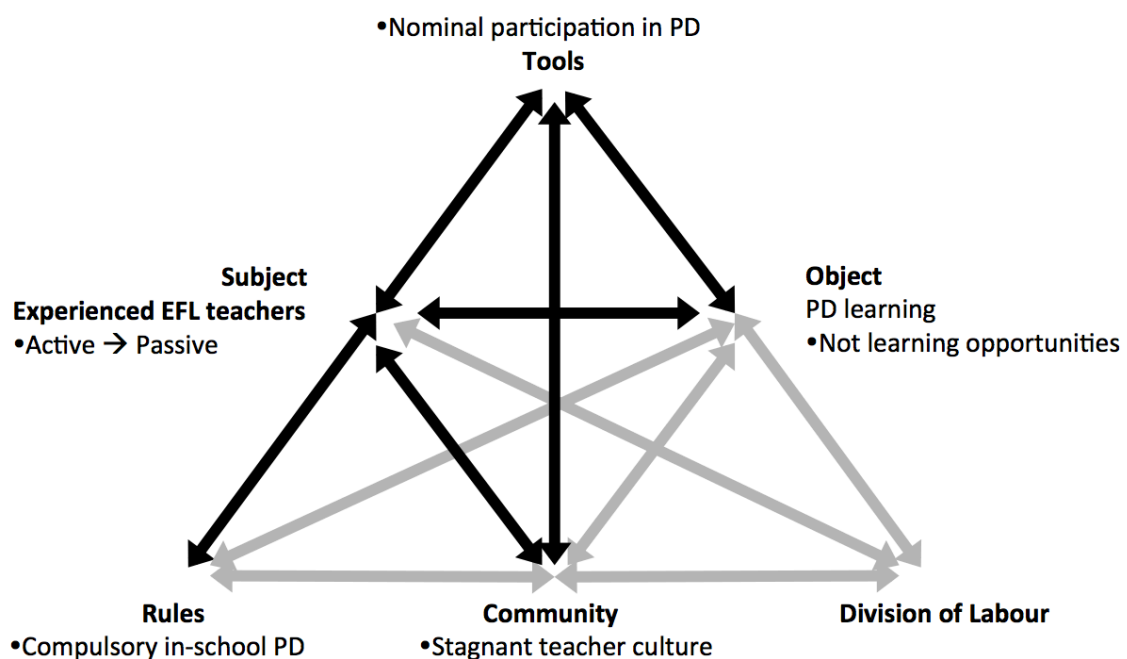 •Nominal participation in PD
Tools
Subject
Experienced EFL teachers
•Active → Passive
Object
PD learning
•Not learning opportunities
Rules
•Compulsory in-school PD
Community
•Stagnant teacher culture
Division of Labour